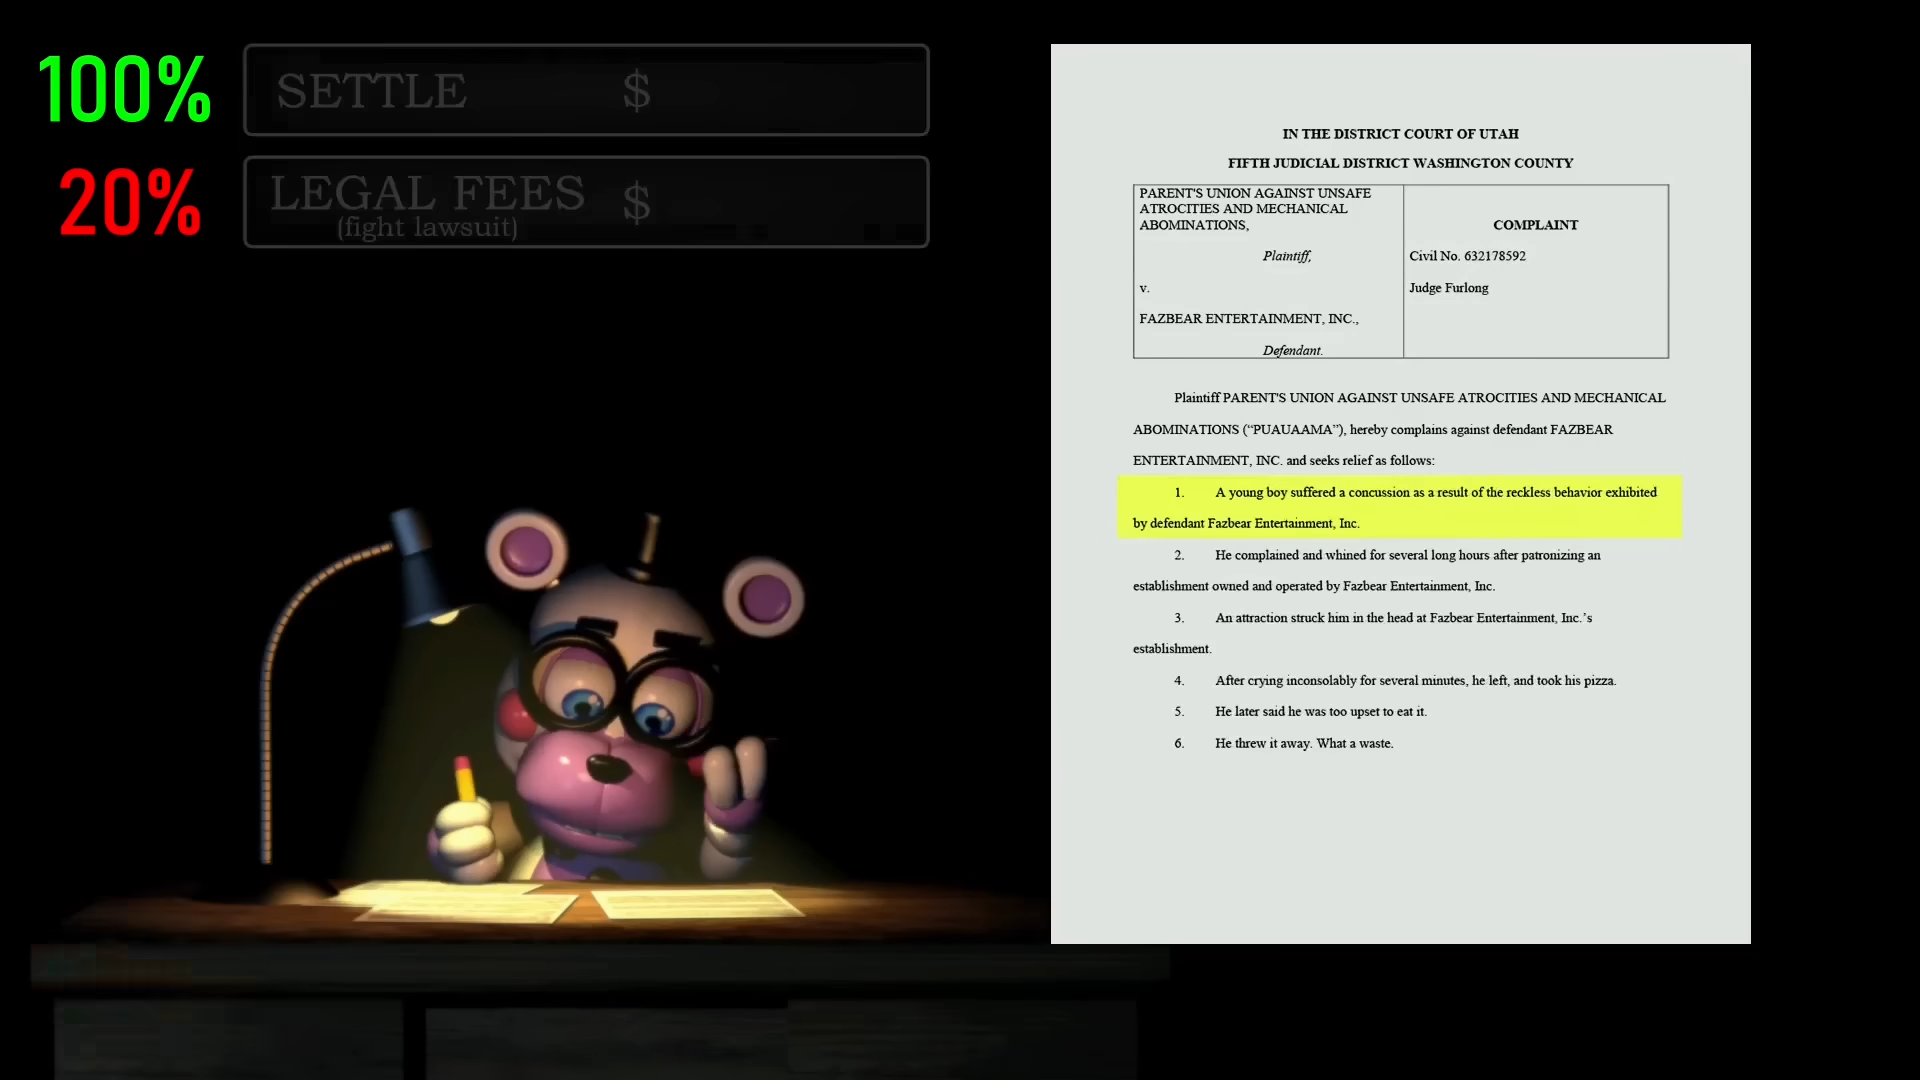 100%
SETTLE $
20%
LEGAL FEES $
(fight lawsuit)
IN THE DISTRICT COURT OF UTAH
FIFTH JUDICIAL DISTRICT WASHINGTON COUNTY
PARENT'S UNION AGAINST UNSAFE
ATROCITIES AND MECHANICAL
ABOMINATIONS,
Plaintiff,
v.
FAZBEAR ENTERTAINMENT, INC.,
Defendant.
COMPLAINT
Civil No. 632178592
Judge Furlong
Plaintiff PARENT'S UNION AGAINST UNSAFE ATROCITIES AND MECHANICAL
ABOMINATIONS (“PUAUAAMA”), hereby complains against defendant FAZBEAR
ENTERTAINMENT, INC. and seeks relief as follows:
1. A young boy suffered a concussion as a result of the reckless behavior exhibited
by defendant Fazbear Entertainment, Inc.
2. He complained and whined for several long hours after patronizing an
establishment owned and operated by Fazbear Entertainment, Inc.
3. An attraction struck him in the head at Fazbear Entertainment, Inc.’s
establishment.
4. After crying inconsolably for several minutes, he left, and took his pizza.
5. He later said he was too upset to eat it.
6. He threw it away. What a waste.